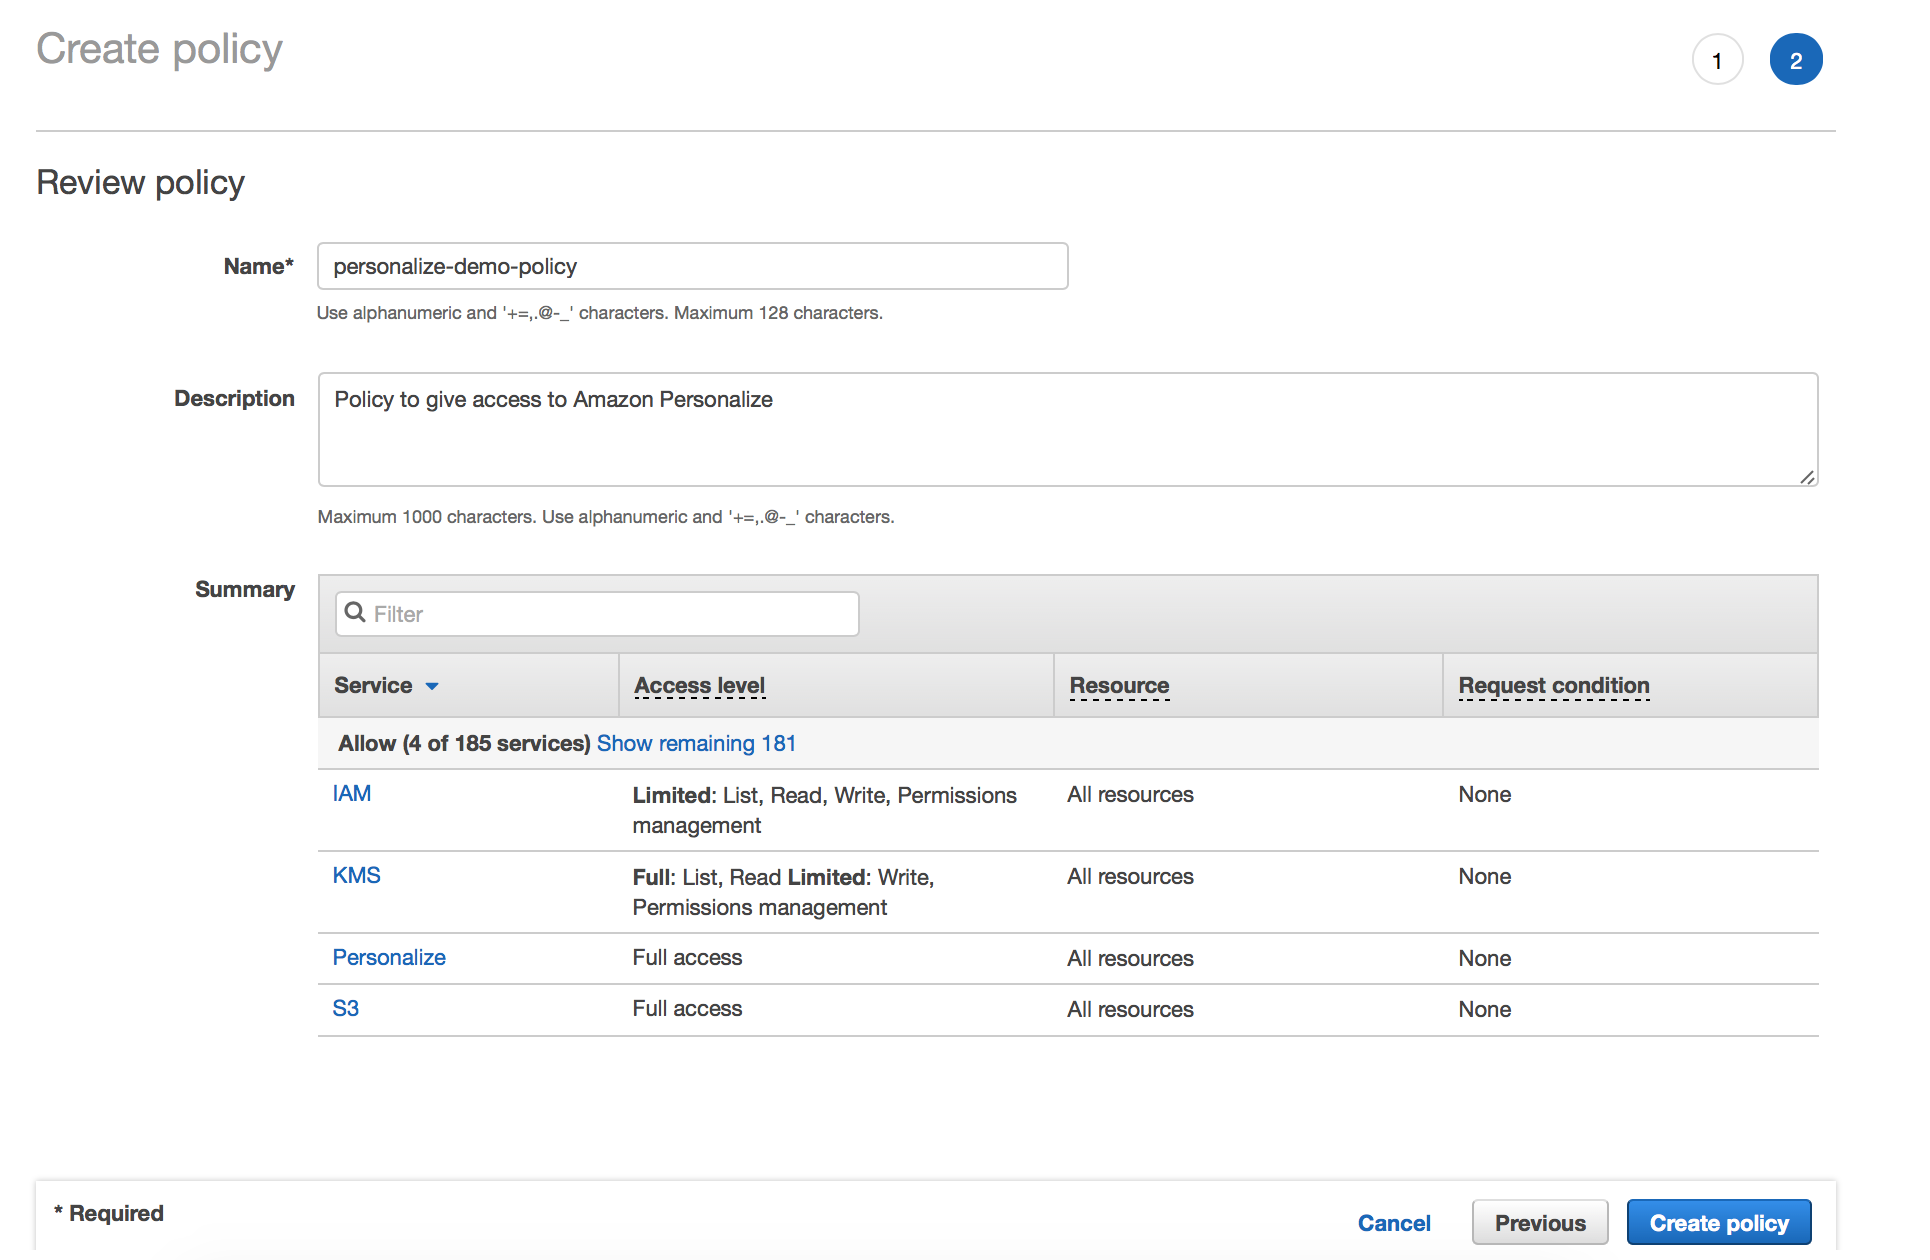 Create policy
1
2
Review policy
Name*
personalize-demo-policy
Use alphanumeric and '+=,.@-_' characters. Maximum 128 characters.
Description
Policy to give access to Amazon Personalize
Maximum 1000 characters. Use alphanumeric and '+=,.@-_' characters.
Summary
Filter
Service Access level Resource Request condition
Allow (4 of 185 services) Show remaining 181
IAM Limited: List, Read, Write, Permissions All resources None
management
KMS Full: List, Read Limited: Write, All resources None
Permissions management
Personalize Full access All resources None
S3 Full access All resources None
* Required
Cancel Previous Create policy